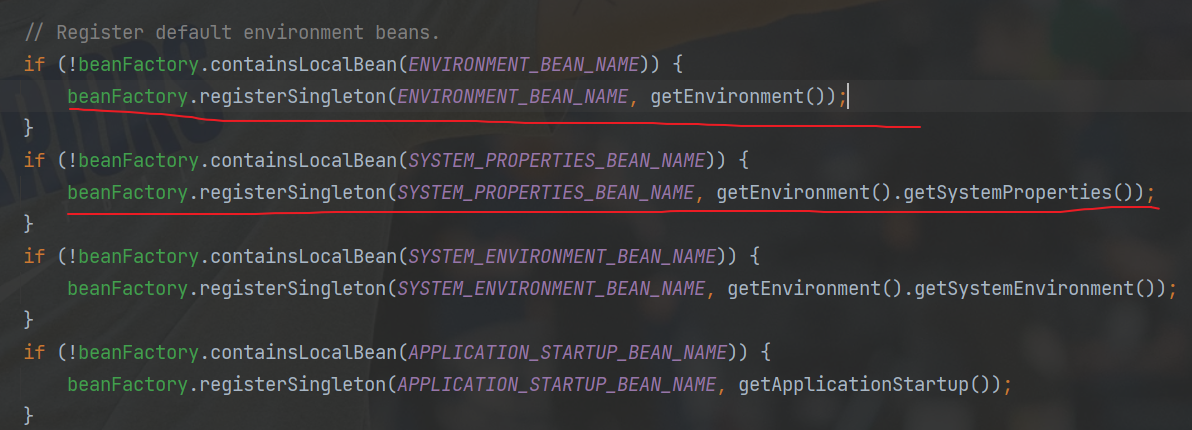 // Register default environment beans.
if (!beanFactory.containsLocalBean(ENVIRONMENT_BEAN_NAME)) {
beanFactory.registerSingleton(ENVIRONMENT_BEAN_NAME, getEnvironment());
}
if (!beanFactory.containsLocalBean(SYSTEM_PROPERTIES_BEAN_NAME)) {
beanFactory.registerSingleton(SYSTEM_PROPERTIES_BEAN_NAME, getEnvironment().getSystemProperties());
}
if (!beanFactory.containsLocalBean(SYSTEM_ENVIRONMENT_BEAN_NAME)) {
beanFactory.registerSingleton(SYSTEM_ENVIRONMENT_BEAN_NAME, getEnvironment().getSystemEnvironment());
}
if (!beanFactory.containsLocalBean(APPLICATION_STARTUP_BEAN_NAME)) {
beanFactory.registerSingleton(APPLICATION_STARTUP_BEAN_NAME, getApplicationStartup());
}